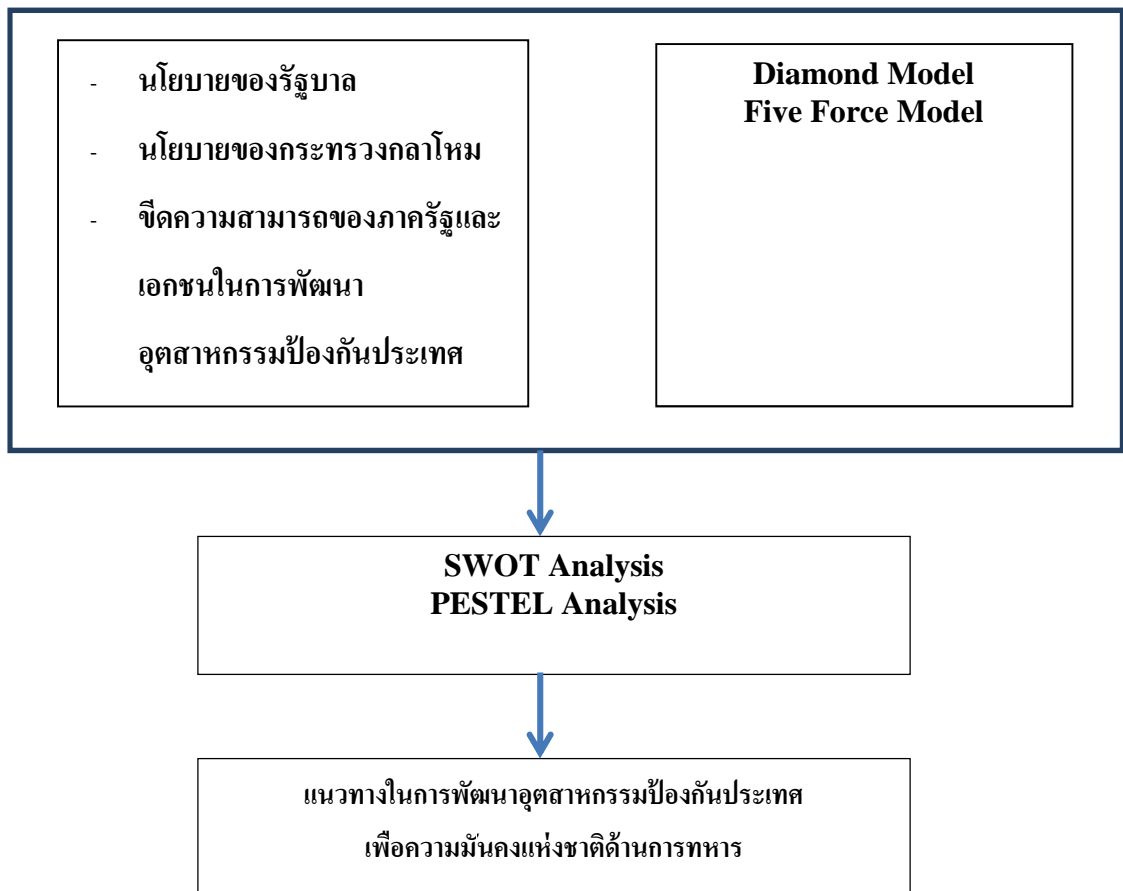 - นโยบายของรัฐบาล
- นโยบายของกระทรวงกลาโหม
- ขีดความสามารถของภาครัฐและ
เอกชนในการพัฒนา
อุตสาหกรรมป้องกันประเทศ
Diamond Model
Five Force Model
SWOT Analysis
PESTEL Analysis
แนวทางในการพัฒนาอุตสาหกรรมป้องกันประเทศ
เพื่อความมั่นคงแห่งชาติด้านการทหาร